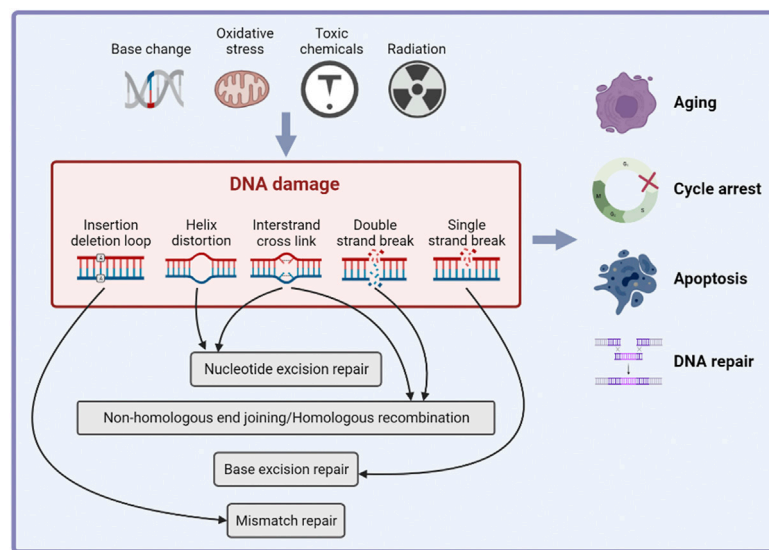 Base change
Oxidative
stress
Toxic
chemicals
Radiation
DNA damage
Insertion
deletion loop
Helix
distortion
Interstrand
cross link
Double
strand break
Single
strand break
Nucleotide excision repair
Non-homologous end joining/Homologous recombination
Base excision repair
Mismatch repair
Aging
Cycle arrest
Apoptosis
DNA repair